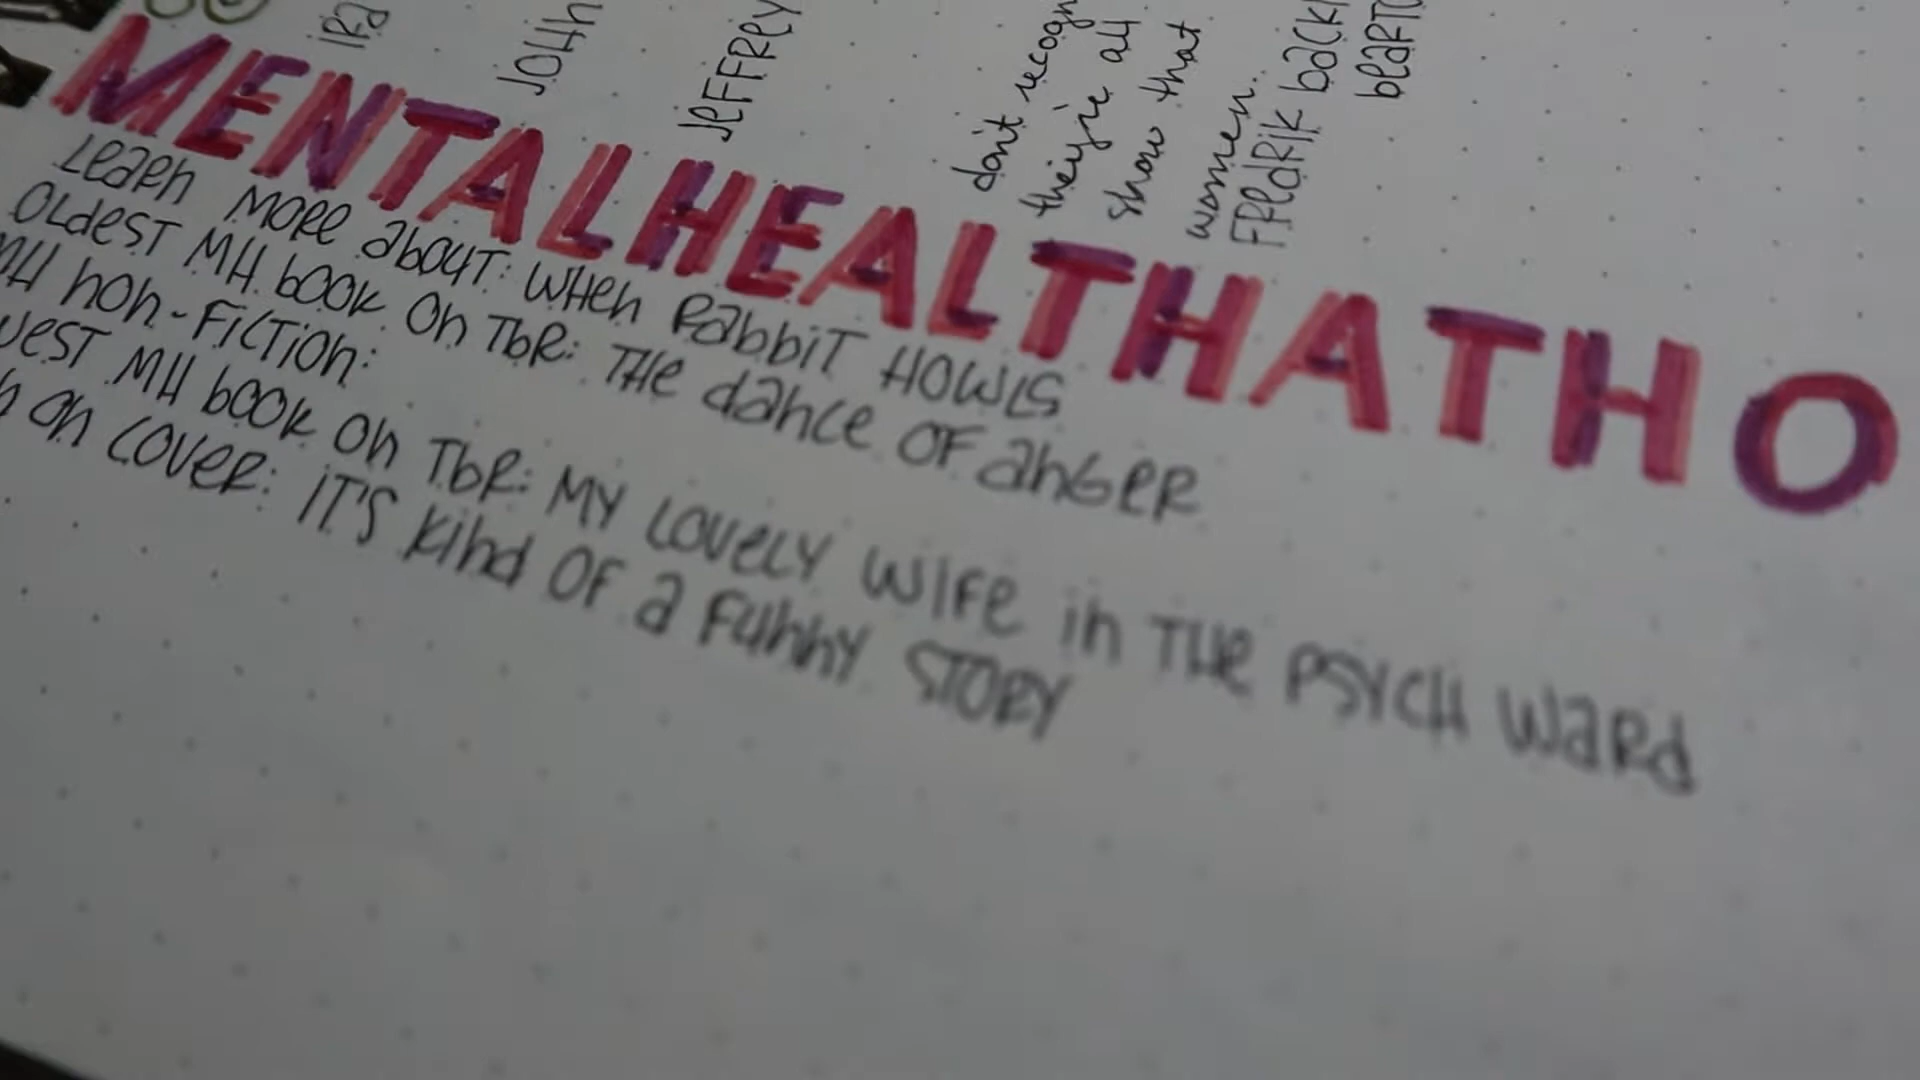 MENTALHEALTHATHO
Learn more about: When Rabbit Howls
Oldest MH book on TBR: The Dance of Anger
MH non-fiction:
west MH book on TBR: My Lovely Wife in the Psych Ward
on cover: It's Kind of a Funny Story
Ira
John
Jeffrey
don't recogn
they're all
show that
women.
Fredrik Back